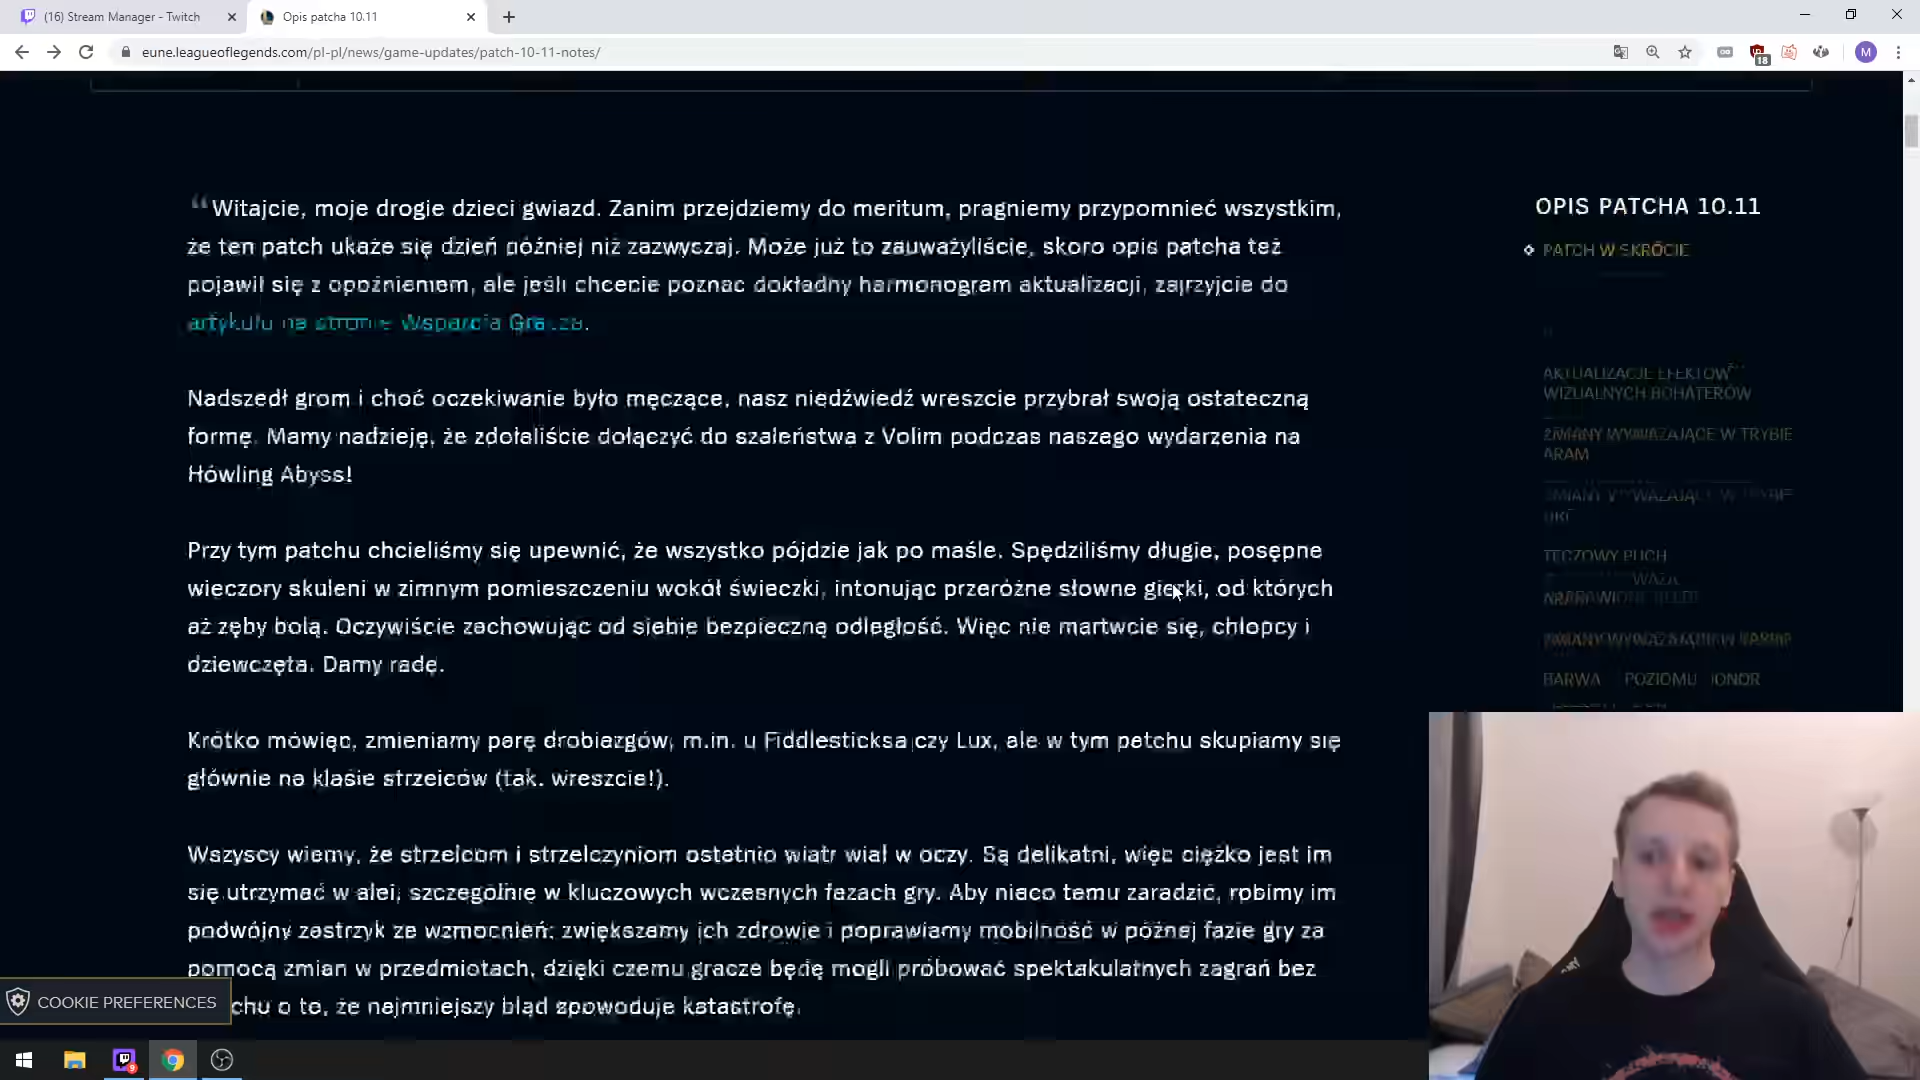 (16) Stream Manager - Twitch
Opis patcha 10.11
eune.leagueoflegends.com/pl-pl/news/game-updates/patch-10-11-notes/
18
M
“Witajcie, moje drogie dzieci gwiazd. Zanim przejdziemy do meritum, pragniemy przypomnieć wszystkim,
że ten patch ukaże się dzień później niż zazwyczaj. Może już to zauważyliście, skoro opis patcha też
pojawił się z opóźnieniem, ale jeśli chcecie poznać dokładny harmonogram aktualizacji, zajrzyjcie do
artykułu na stronie Wsparcia Gracza.
Nadszedł grom i choć oczekiwanie było męczące, nasz niedźwiedź wreszcie przybrał swoją ostateczną
formę. Mamy nadzieję, że zdołaliście dołączyć do szaleństwa z Volim podczas naszego wydarzenia na
Howling Abyss!
Przy tym patchu chcieliśmy się upewnić, że wszystko pójdzie jak po maśle. Spędziliśmy długie, posępne
wieczory skuleni w zimnym pomieszczeniu wokół świeczki, intonując przeróżne słowne gierki, od których
aż zęby bolą. Oczywiście zachowując od siebie bezpieczną odległość. Więc nie martwcie się, chłopcy i
dziewczęta. Damy radę.
Krótko mówiąc, zmieniamy parę drobiazgów, m.in. u Fiddlesticksa czy Lux, ale w tym patchu skupiamy się
głównie na klasie strzelców (tak, wreszcie!).
Wszyscy wiemy, że strzelcom i strzelczyniom ostatnio wiatr wiał w oczy. Są delikatni, więc ciężko jest im
się utrzymać w alei, szczególnie w kluczowych wczesnych fazach gry. Aby nieco temu zaradzić, robimy im
podwójny zastrzyk ze wzmocnień: zwiększamy ich zdrowie i poprawiamy mobilność w późnej fazie gry za
pomocą zmian w przedmiotach, dzięki czemu gracze będę mogli próbować spektakularnych zagrań bez
chu o to, że najmniejszy błąd spowoduje katastrofę.
OPIS PATCHA 10.11
PATCH W SKRÓCIE
AKTUALIZACJE EFEKTÓW
WIZUALNYCH BOHATERÓW
ZMIANY WYWAŻAJĄCE W TRYBIE
ARAM
ZMIANY WYWAŻAJĄCE W TRYBIE
TĘCZOWY PUCH
BARWA POZIOMU
COOKIE PREFERENCES
9